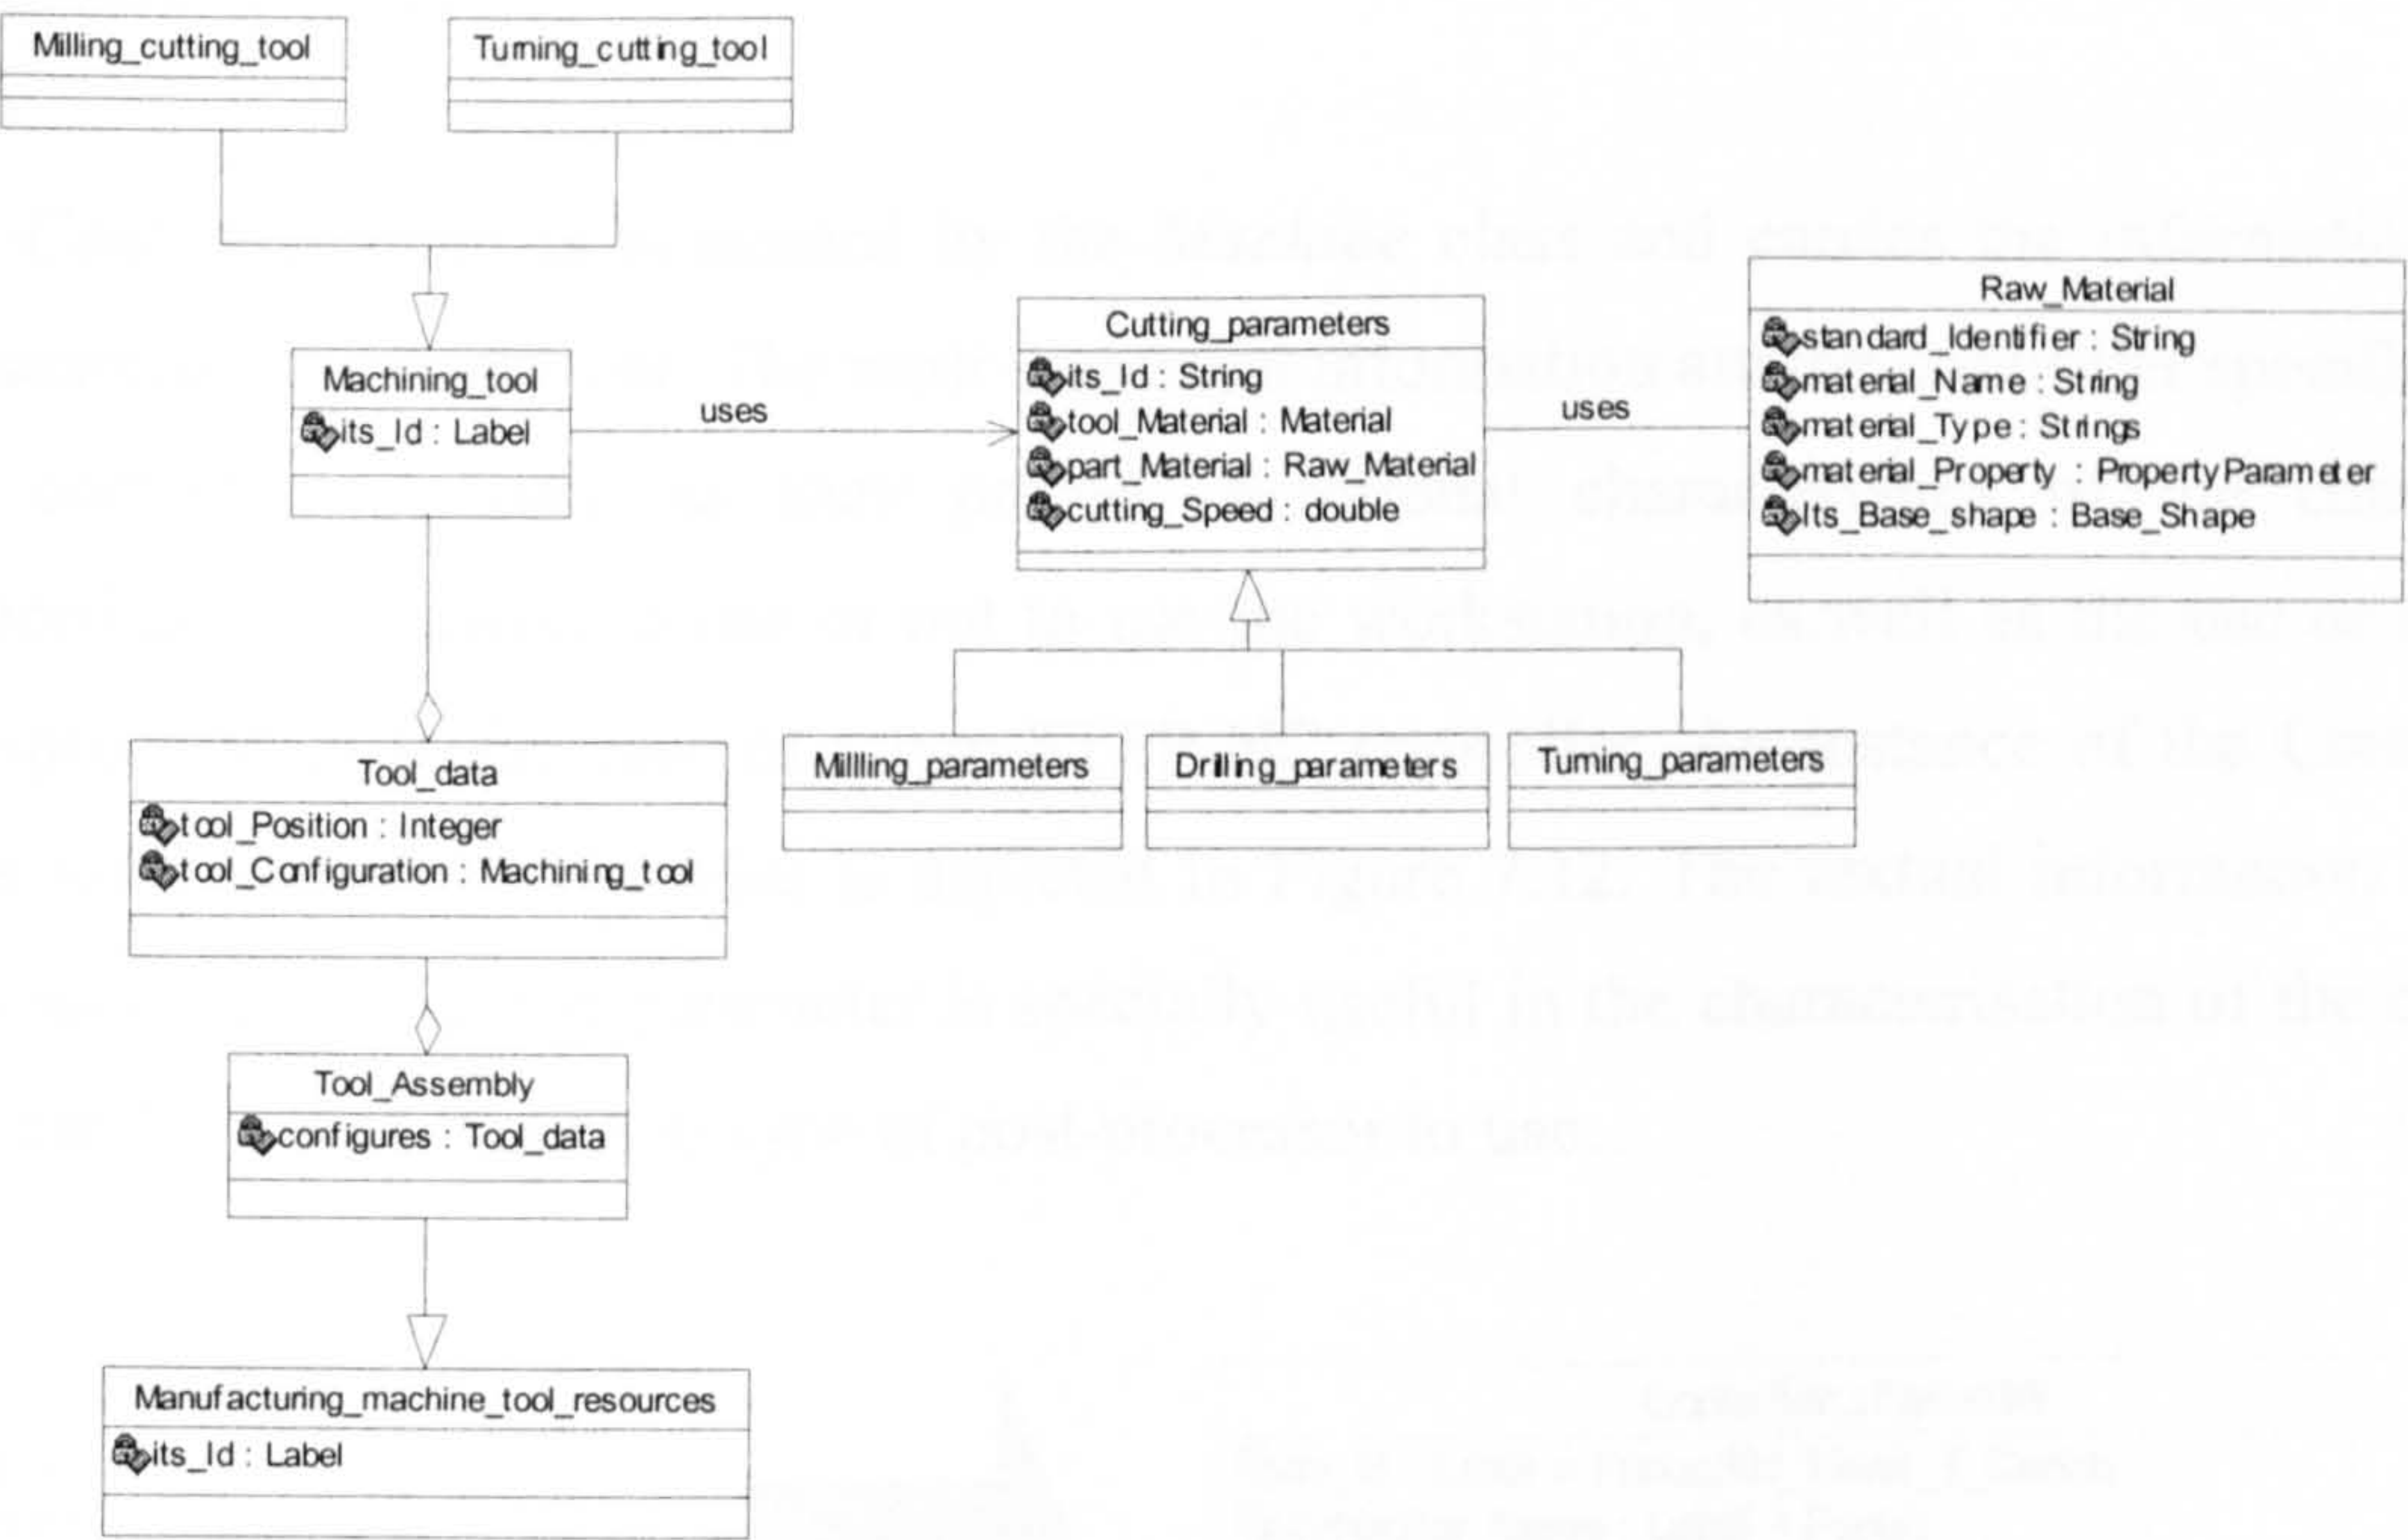 Milling_cutting_tool
Turning_cutting_tool
Machining_tool
its_Id : Label
uses
Cutting_parameters
its_Id : String
tool_Material : Material
part_Material : Raw_Material
cutting_Speed : double
uses
Raw_Material
standard_Identifier : String
material_Name : String
material_Type : Strings
material_Property : PropertyParameter
Its_Base_shape : Base_Shape
Millling_parameters
Drilling_parameters
Turning_parameters
Tool_data
tool_Position : Integer
tool_Configuration : Machining_tool
Tool_Assembly
configures : Tool_data
Manufacturing_machine_tool_resources
its_Id : Label